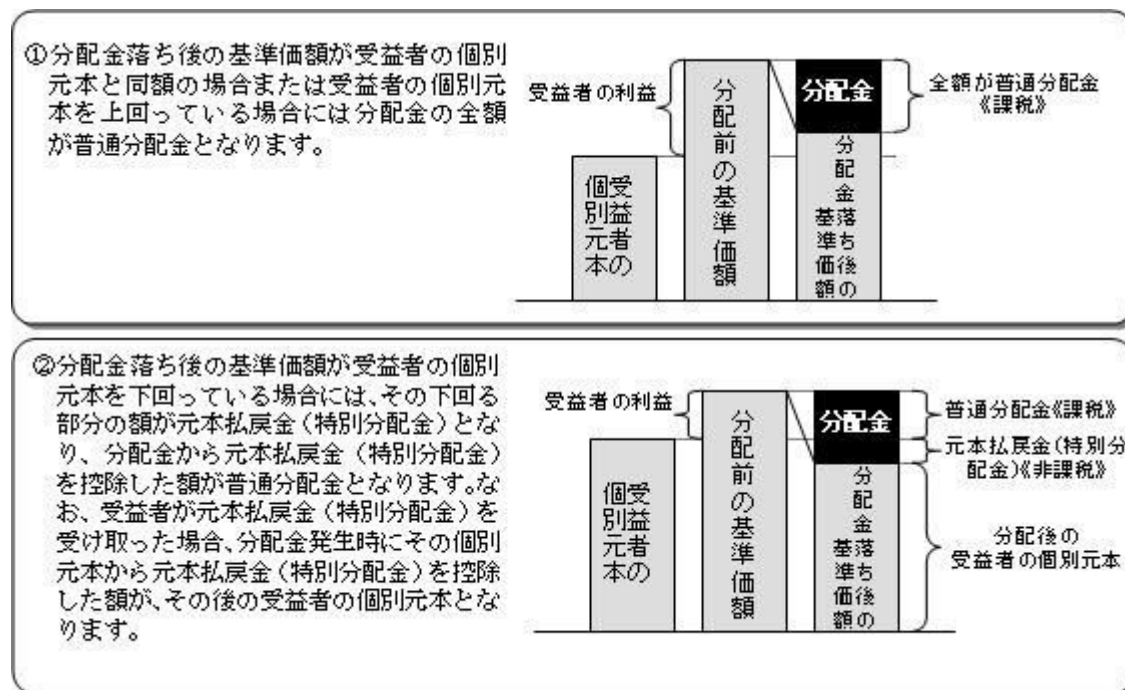 ①分配金落ち後の基準価額が受益者の個別
元本と同額の場合または受益者の個別元
本を上回っている場合には分配金の全額
が普通分配金となります。
受益者の利益
受益者の
個別元本
分配前の基準価額
分配金
分配金落ち後の
基準価額
全額が普通分配金
《課税》
②分配金落ち後の基準価額が受益者の個別
元本を下回っている場合には、その下回る
部分の額が元本払戻金(特別分配金)とな
り、分配金から元本払戻金(特別分配金)
を控除した額が普通分配金となります。な
お、受益者が元本払戻金(特別分配金)を
受け取った場合、分配金発生時にその個別
元本から元本払戻金(特別分配金)を控除
した額が、その後の受益者の個別元本とな
ります。
受益者の利益
受益者の
個別元本
分配前の基準価額
分配金
分配金落ち後の
基準価額
普通分配金《課税》
元本払戻金(特別分
配金)《非課税》
分配後の
受益者の個別元本